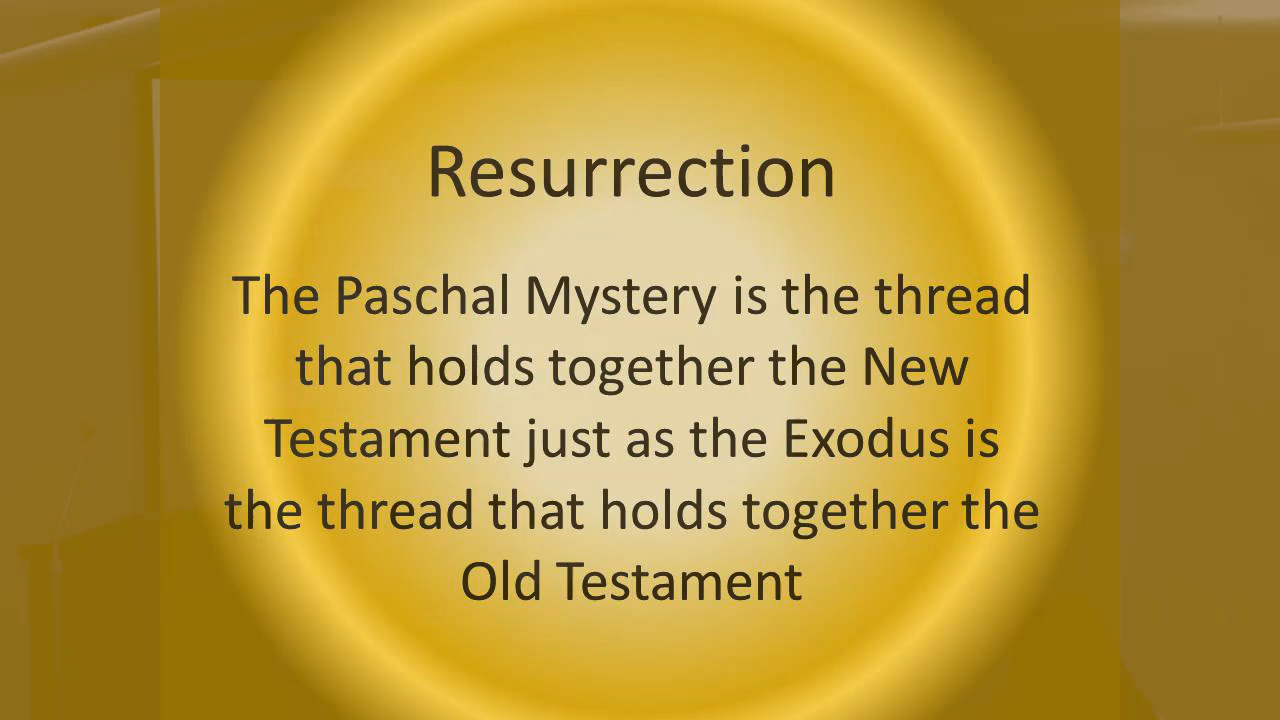 Resurrection
The Paschal Mystery is the thread
that holds together the New
Testament just as the Exodus is
the thread that holds together the
Old Testament